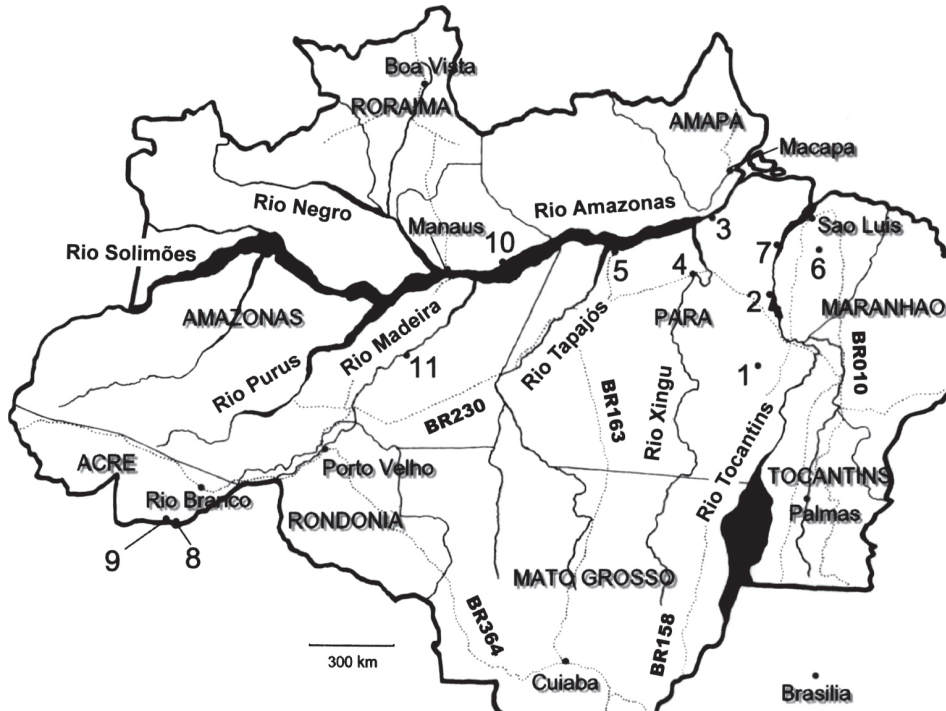 Boa Vista
RORAIMA
AMAPA
Macapa
Rio Negro
Rio Amazonas
Manaus
Sao Luis
3
Rio Solimões
10
7
6
5
4
AMAZONAS
Rio Madeira
PARA
2
MARANHAO
Rio Tapajós
Rio Purus
11
1
BR010
BR230
BR163
Rio Xingu
Rio Tocantins
ACRE
Porto Velho
TOCANTINS
Rio Branco
Palmas
RONDONIA
9
8
MATO GROSSO
BR364
BR158
300 km
Cuiaba
Brasilia